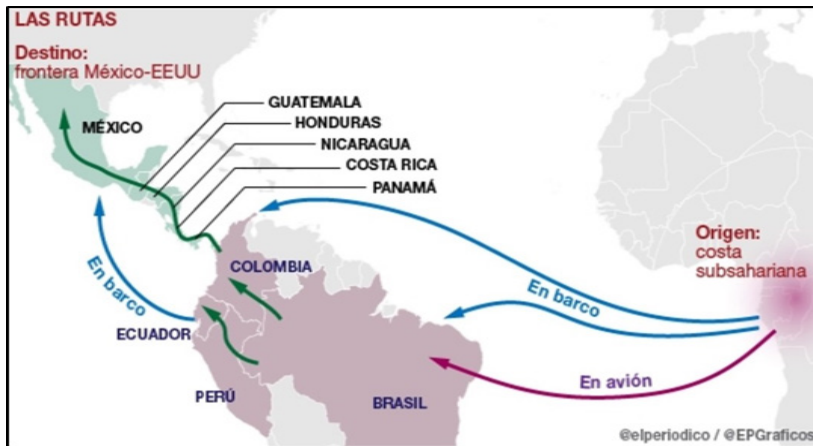 LAS RUTAS
Destino:
frontera México-EEUU
MÉXICO
GUATEMALA
HONDURAS
NICARAGUA
COSTA RICA
PANAMÁ
Origen:
costa
subsahariana
En barco
COLOMBIA
En barco
ECUADOR
PERÚ
BRASIL
En avión
@elperiodico / @EPGraficos